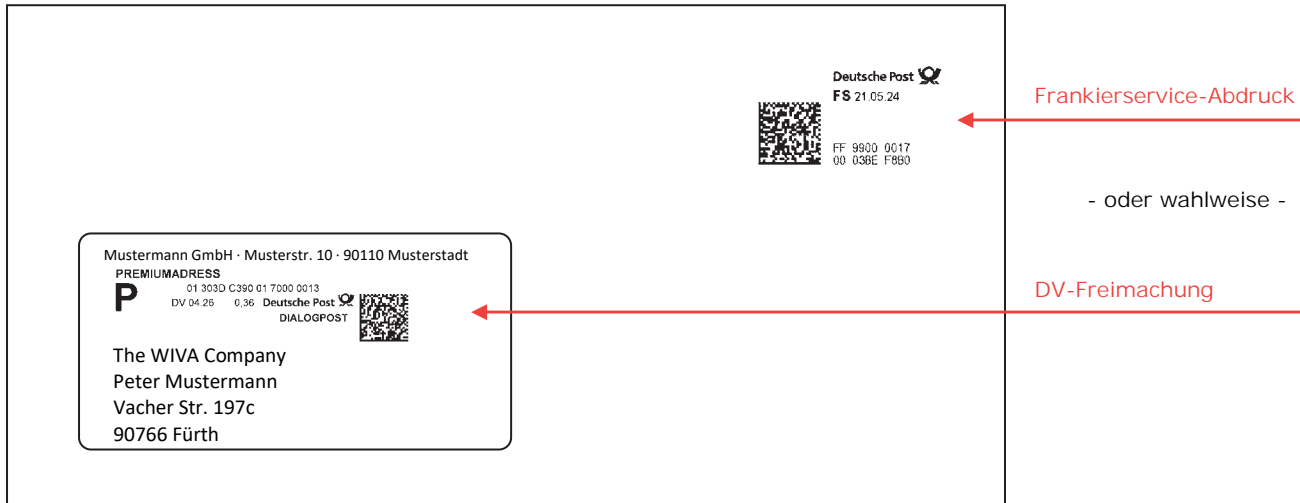 Deutsche Post
FS 21.05.24
FF 9900 0017
00 03BE F8B0
Frankierservice-Abdruck
- oder wahlweise -
DV-Freimachung
Mustermann GmbH · Musterstr. 10 · 90110 Musterstadt
PREMIUMADRESS
P
01 303D C390 01 7000 0013
DV 04.26 0,36 Deutsche Post
DIALOGPOST
The WIVA Company
Peter Mustermann
Vacher Str. 197c
90766 Fürth